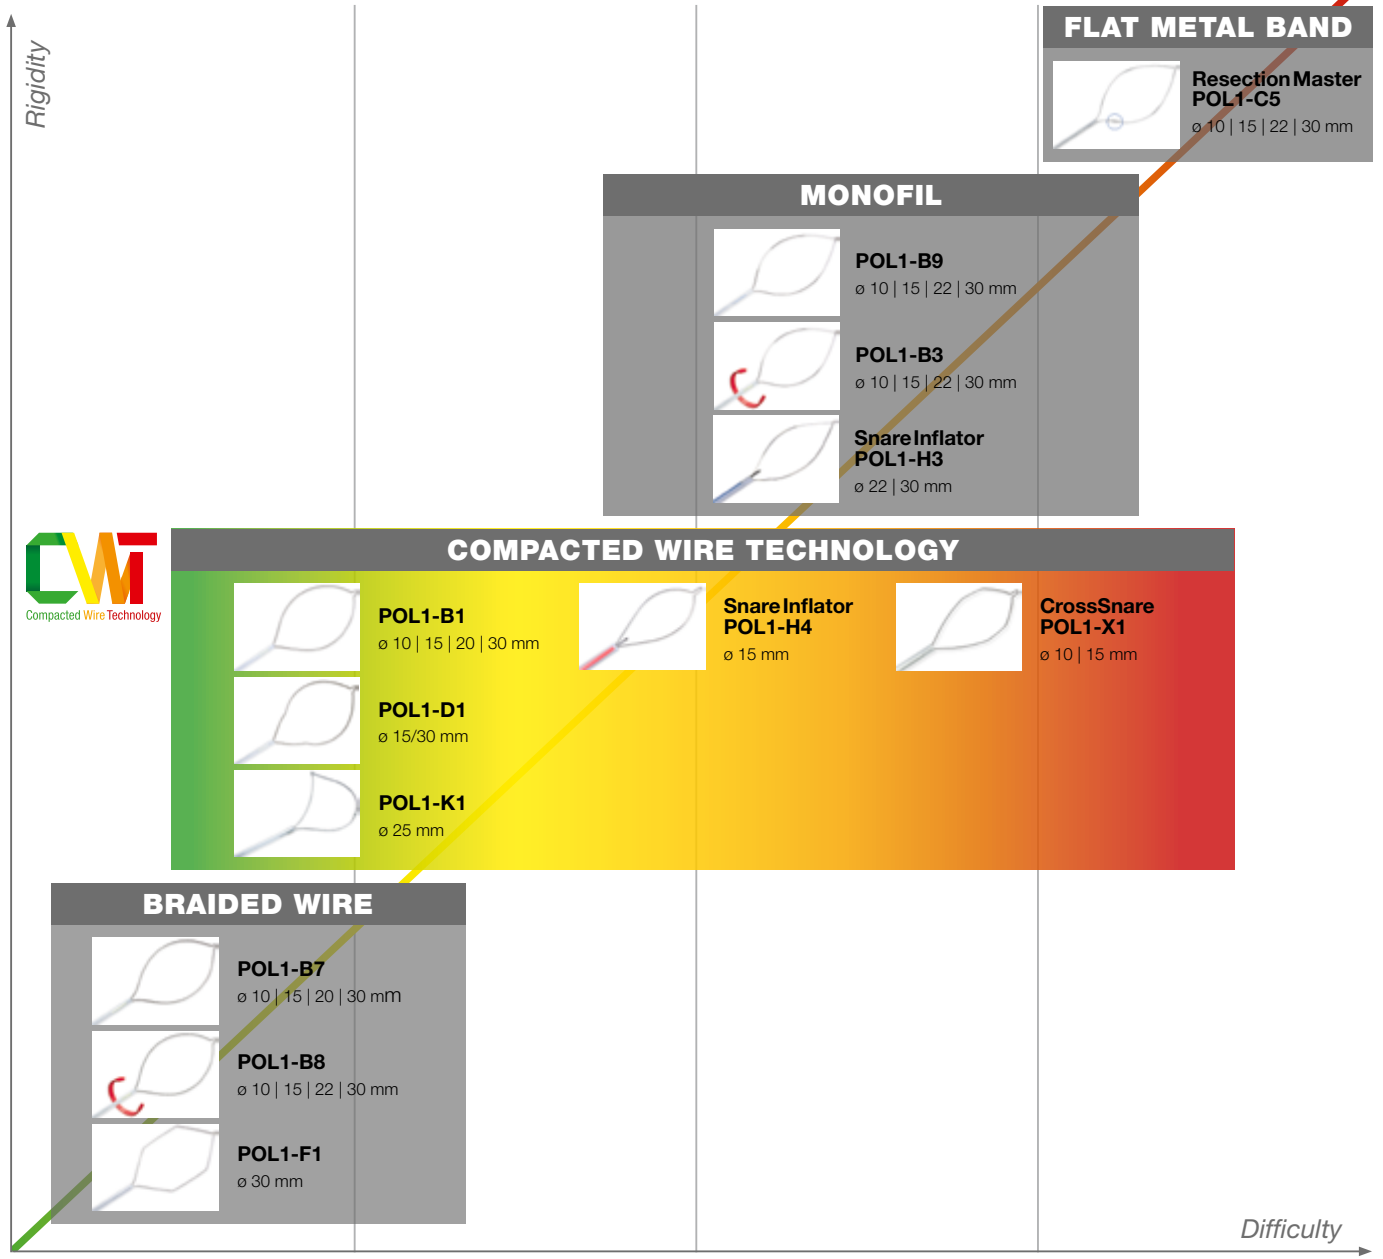 Rigidity
FLAT METAL BAND
Resection Master
POL1-C5
ø 10 | 15 | 22 | 30 mm
MONOFIL
POL1-B9
ø 10 | 15 | 22 | 30 mm
POL1-B3
ø 10 | 15 | 22 | 30 mm
Snare Inflator
POL1-H3
ø 22 | 30 mm
CWT
Compacted Wire Technology
COMPACTED WIRE TECHNOLOGY
POL1-B1
ø 10 | 15 | 20 | 30 mm
POL1-D1
ø 15/30 mm
POL1-K1
ø 25 mm
Snare Inflator
POL1-H4
ø 15 mm
CrossSnare
POL1-X1
ø 10 | 15 mm
BRAIDED WIRE
POL1-B7
ø 10 | 15 | 20 | 30 mm
POL1-B8
ø 10 | 15 | 22 | 30 mm
POL1-F1
ø 30 mm
Difficulty